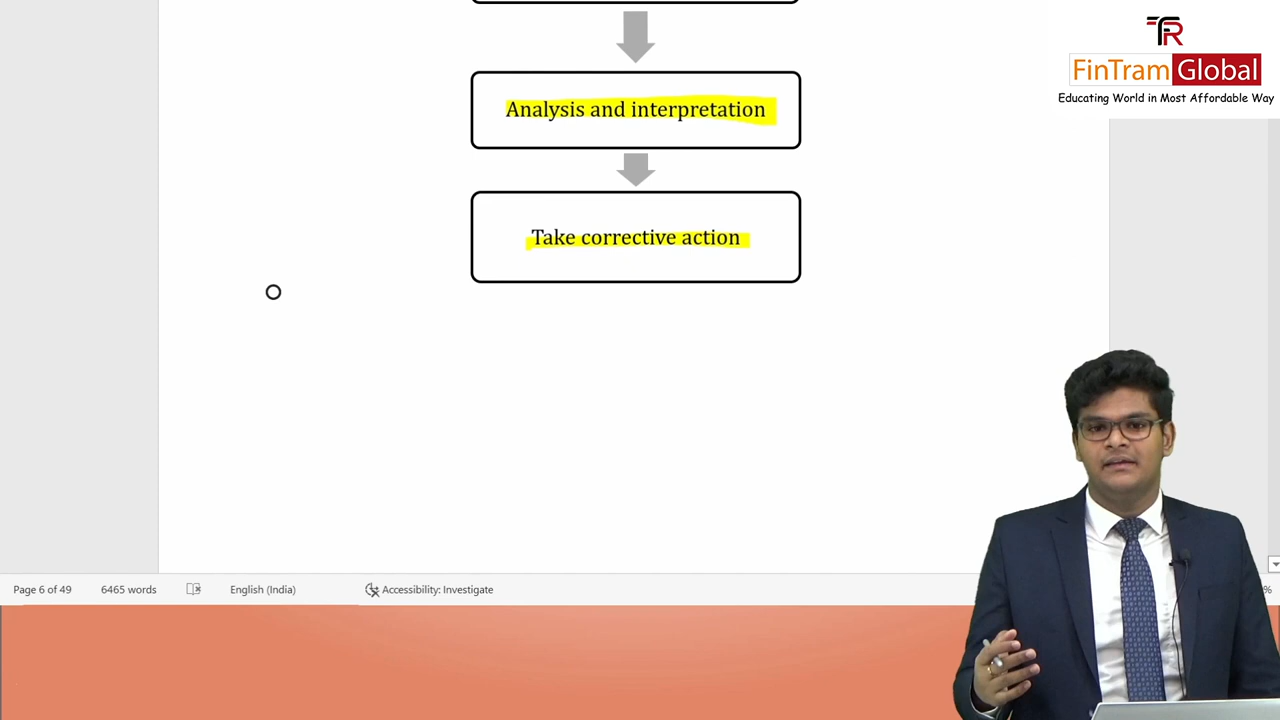 TR
FinTram Global
Educating World in Most Affordable Way
Analysis and interpretation
Take corrective action
Page 6 of 49 6465 words English (India) Accessibility: Investigate %